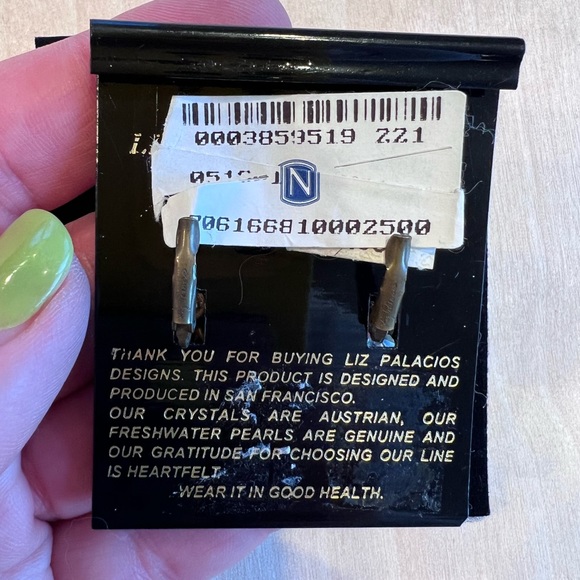 0003859519 221
N
706166810002500
THANK YOU FOR BUYING LIZ PALACIOS
DESIGNS. THIS PRODUCT IS DESIGNED AND
PRODUCED IN SAN FRANCISCO.
OUR CRYSTALS ARE AUSTRIAN, OUR
FRESHWATER PEARLS ARE GENUINE AND
OUR GRATITUDE FOR CHOOSING OUR LINE
IS HEARTFELT.
-WEAR IT IN GOOD HEALTH.